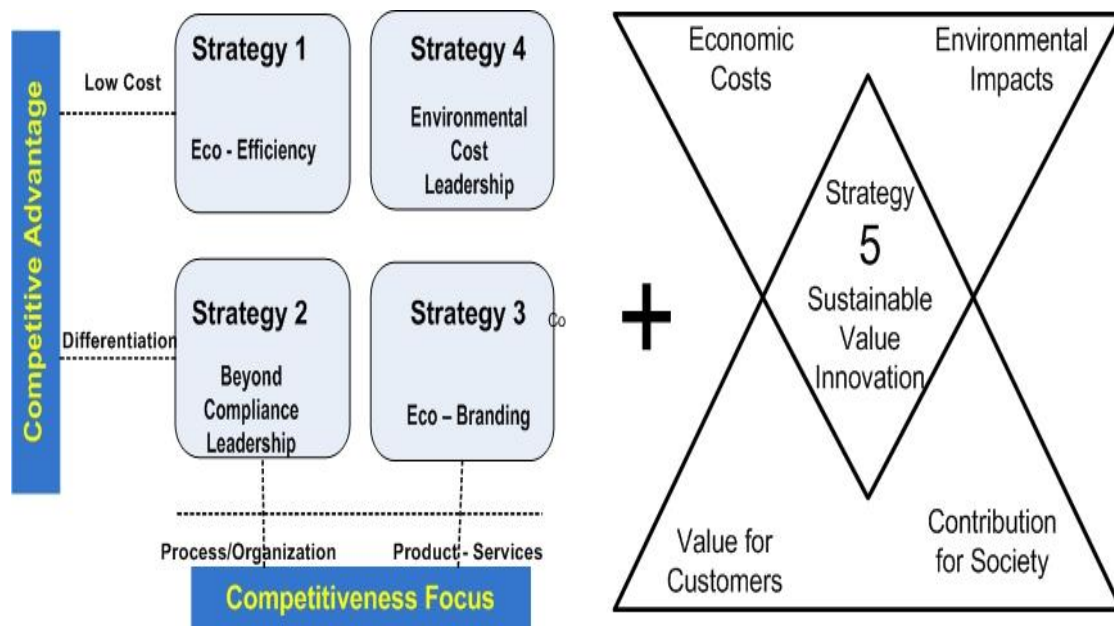 Competitive Advantage
Low Cost
Differentiation
Strategy 1
Eco - Efficiency
Strategy 4
Environmental
Cost
Leadership
Strategy 2
Beyond
Compliance
Leadership
Strategy 3
Eco – Branding
Co
Process/Organization
Product - Services
Competitiveness Focus
+
Economic
Costs
Environmental
Impacts
Strategy
5
Sustainable
Value
Innovation
Value for
Customers
Contribution
for Society